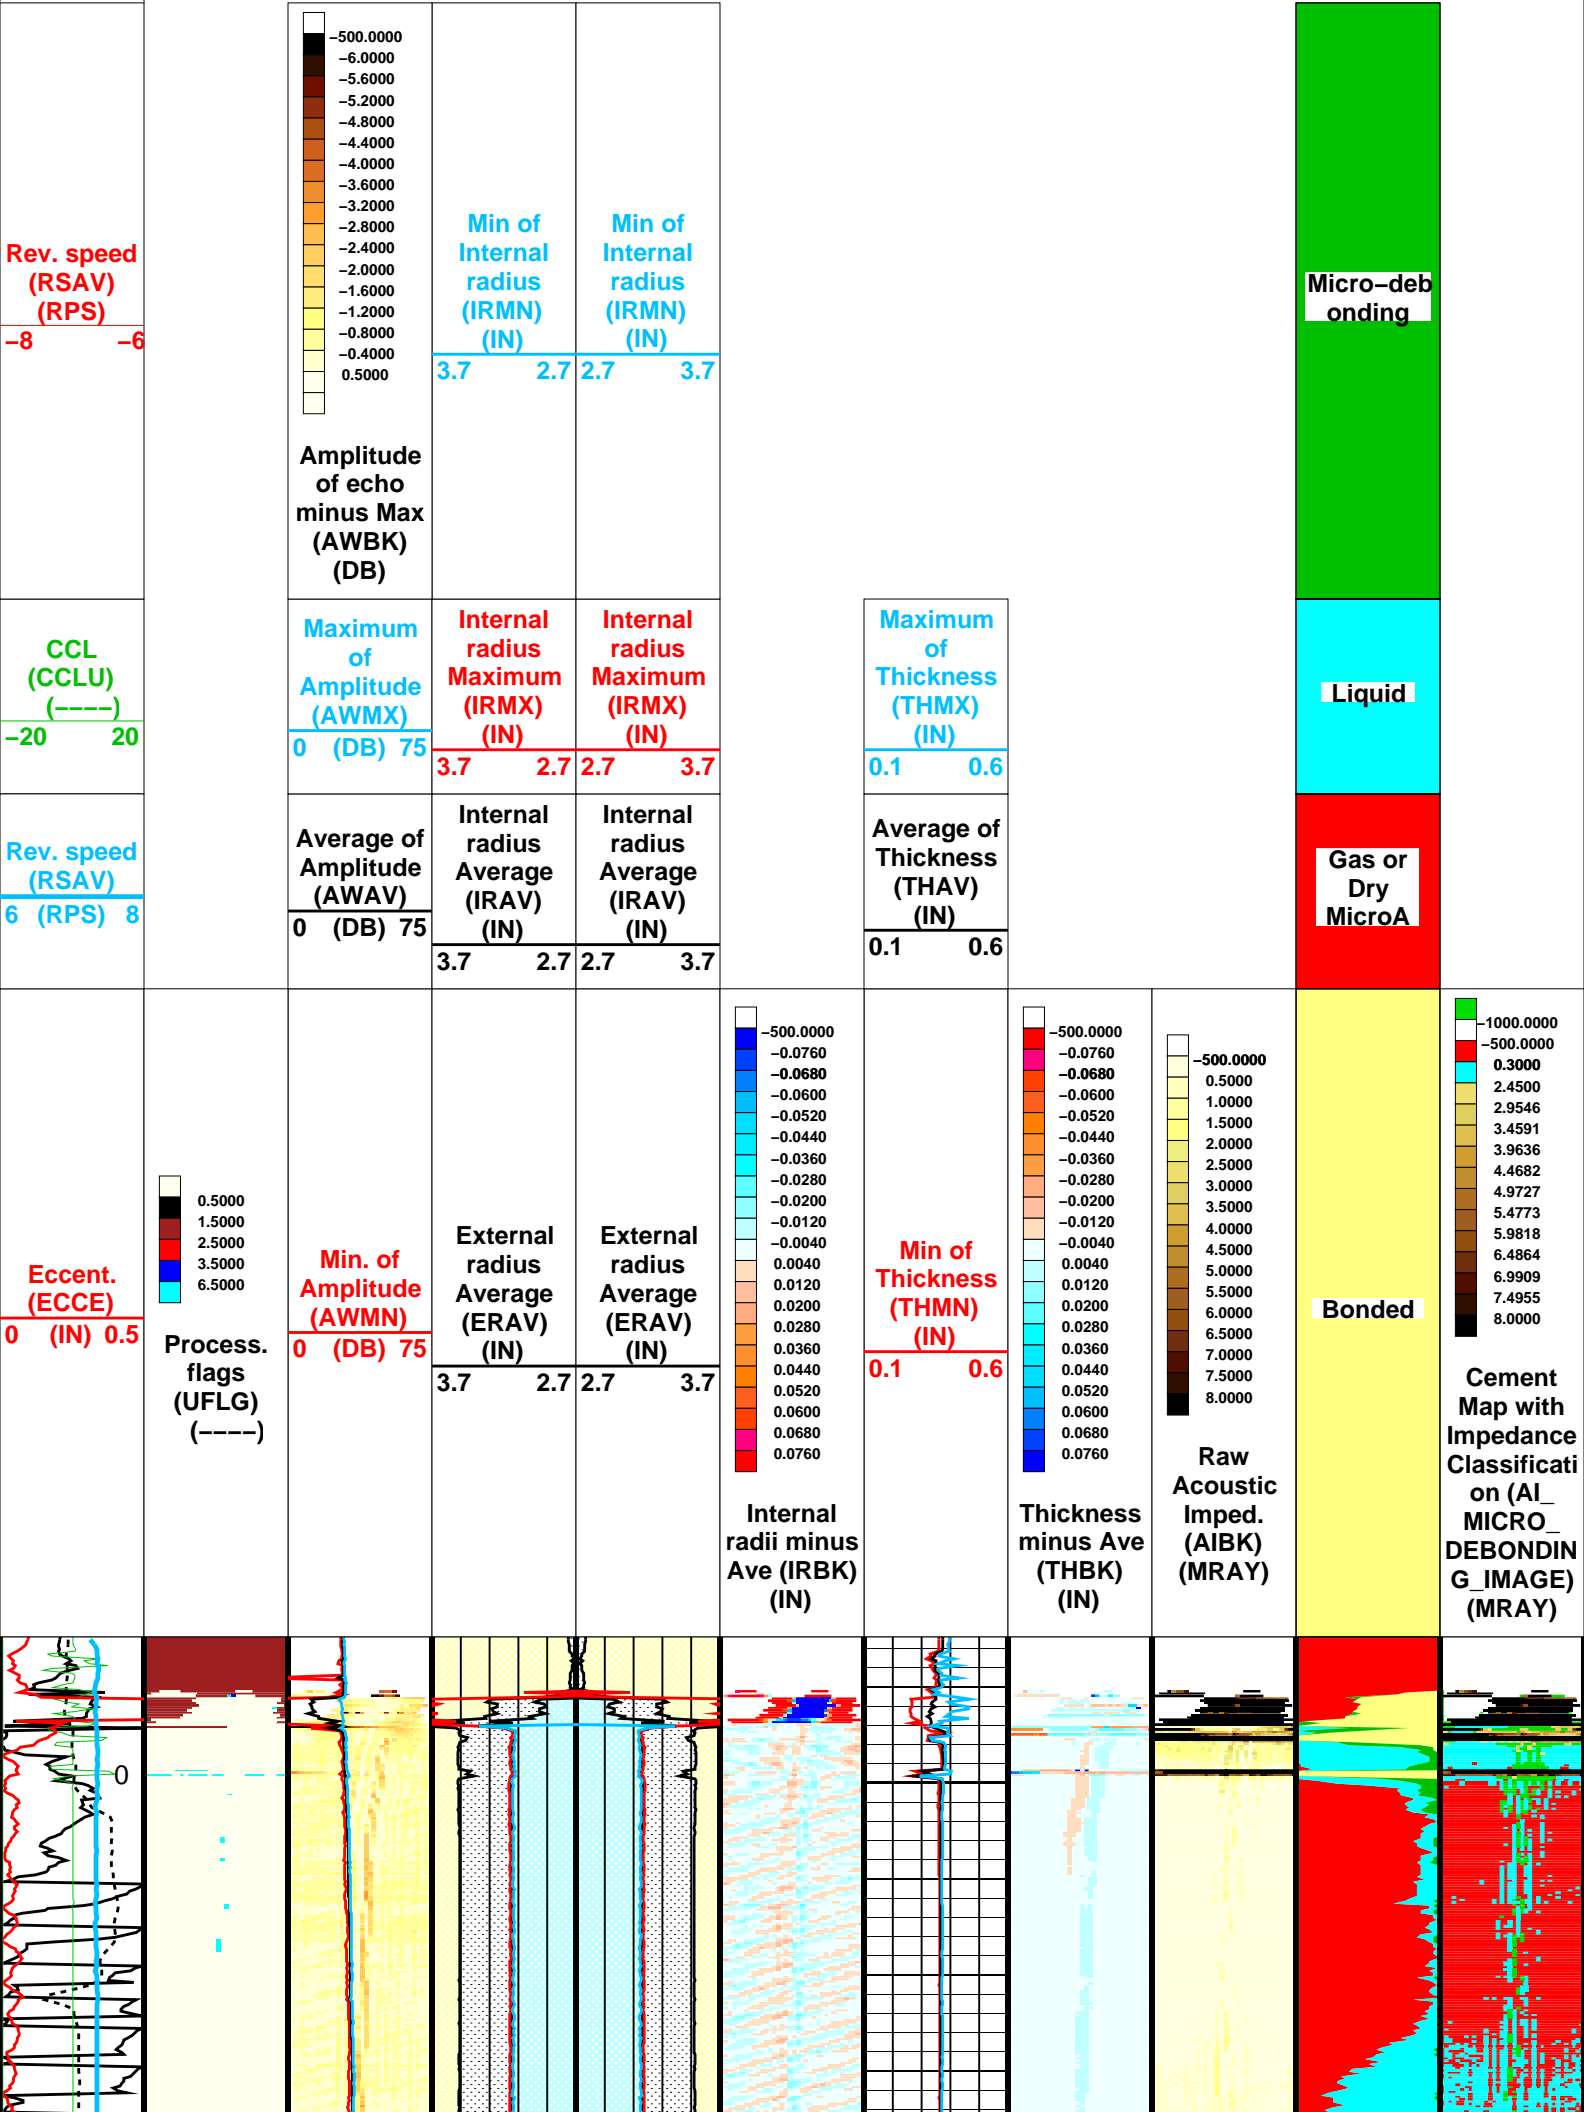 Rev. speed
(RSAV)
(RPS)
−8 −6
−500.0000
−6.0000
−5.6000
−5.2000
−4.8000
−4.4000
−4.0000
−3.6000
−3.2000
−2.8000
−2.4000
−2.0000
−1.6000
−1.2000
−0.8000
−0.4000
0.5000
Amplitude
of echo
minus Max
(AWBK)
(DB)
Min of
Internal
radius
(IRMN)
(IN)
3.7 2.7
Min of
Internal
radius
(IRMN)
(IN)
2.7 3.7
Micro−deb
onding
CCL
(CCLU)
(−−−−)
−20 20
Maximum
of
Amplitude
(AWMX)
0 (DB) 75
Internal
radius
Maximum
(IRMX)
(IN)
3.7 2.7
Internal
radius
Maximum
(IRMX)
(IN)
2.7 3.7
Maximum
of
Thickness
(THMX)
(IN)
0.1 0.6
Liquid
Rev. speed
(RSAV)
6 (RPS) 8
Average of
Amplitude
(AWAV)
0 (DB) 75
Internal
radius
Average
(IRAV)
(IN)
3.7 2.7
Internal
radius
Average
(IRAV)
(IN)
2.7 3.7
Average of
Thickness
(THAV)
(IN)
0.1 0.6
Gas or
Dry
MicroA
Eccent.
(ECCE)
0 (IN) 0.5
0.5000
1.5000
2.5000
3.5000
6.5000
Process.
flags
(UFLG)
(−−−−)
Min. of
Amplitude
(AWMN)
0 (DB) 75
External
radius
Average
(ERAV)
(IN)
3.7 2.7
External
radius
Average
(ERAV)
(IN)
2.7 3.7
−500.0000
−0.0760
−0.0680
−0.0600
−0.0520
−0.0440
−0.0360
−0.0280
−0.0200
−0.0120
−0.0040
0.0040
0.0120
0.0200
0.0280
0.0360
0.0440
0.0520
0.0600
0.0680
0.0760
Internal
radii minus
Ave (IRBK)
(IN)
Min of
Thickness
(THMN)
(IN)
0.1 0.6
−500.0000
−0.0760
−0.0680
−0.0600
−0.0520
−0.0440
−0.0360
−0.0280
−0.0200
−0.0120
−0.0040
0.0040
0.0120
0.0200
0.0280
0.0360
0.0440
0.0520
0.0600
0.0680
0.0760
Thickness
minus Ave
(THBK)
(IN)
−500.0000
0.5000
1.0000
1.5000
2.0000
2.5000
3.0000
3.5000
4.0000
4.5000
5.0000
5.5000
6.0000
6.5000
7.0000
7.5000
8.0000
Raw
Acoustic
Imped.
(AIBK)
(MRAY)
Bonded
−1000.0000
−500.0000
0.3000
2.4500
2.9546
3.4591
3.9636
4.4682
4.9727
5.4773
5.9818
6.4864
6.9909
7.4955
8.0000
Cement
Map with
Impedance
Classificati
on (AI_
MICRO_
DEBONDIN
G_IMAGE)
(MRAY)
0